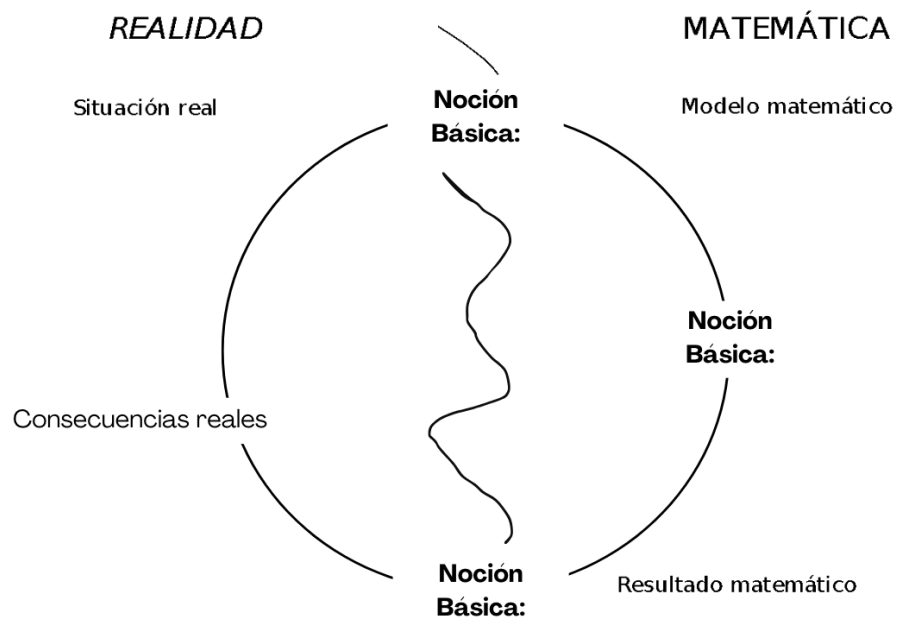 REALIDAD
MATEMÁTICA
Situación real
Noción
Básica:
Modelo matemático
Noción
Básica:
Consecuencias reales
Noción
Básica:
Resultado matemático